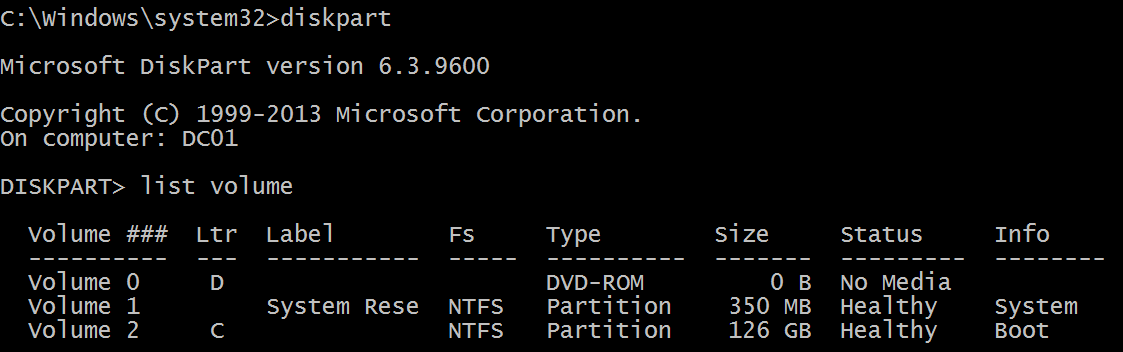 C:\Windows\system32>diskpart
Microsoft DiskPart version 6.3.9600
Copyright (C) 1999-2013 Microsoft Corporation.
On computer: DC01
DISKPART> list volume
  Volume ###  Ltr  Label        Fs     Type        Size     Status     Info
  ----------  ---  -----------  -----  ----------  -------  ---------  --------
  Volume 0     D                       DVD-ROM         0 B  No Media
  Volume 1         System Rese  NTFS   Partition    350 MB  Healthy    System
  Volume 2     C                NTFS   Partition    126 GB  Healthy    Boot